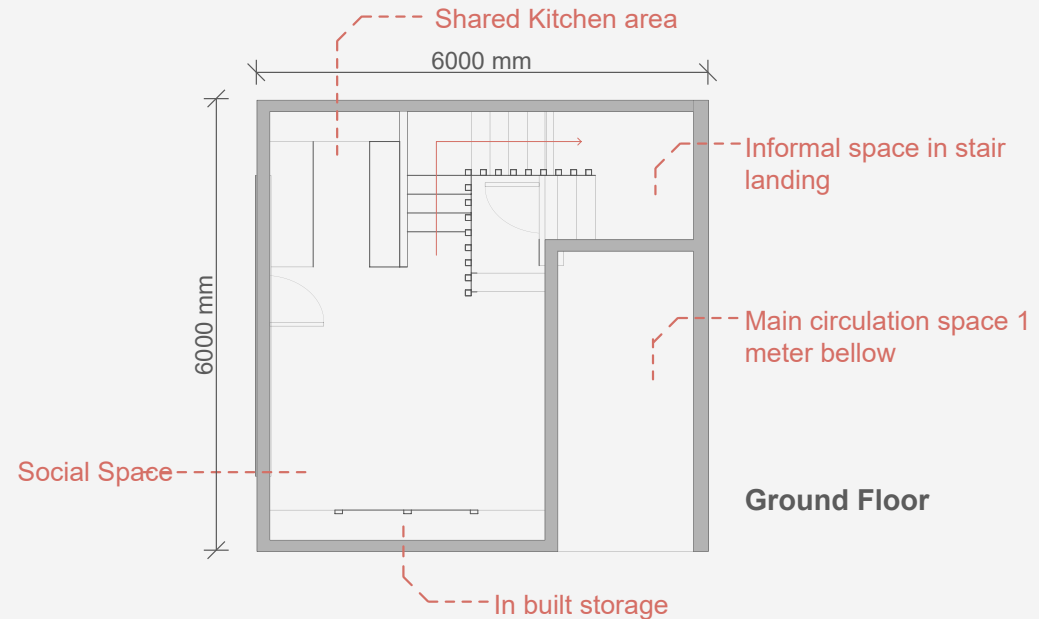 Shared Kitchen area
6000 mm
Informal space in stair
landing
6000 mm
Main circulation space 1
meter bellow
Social Space
Ground Floor
In built storage